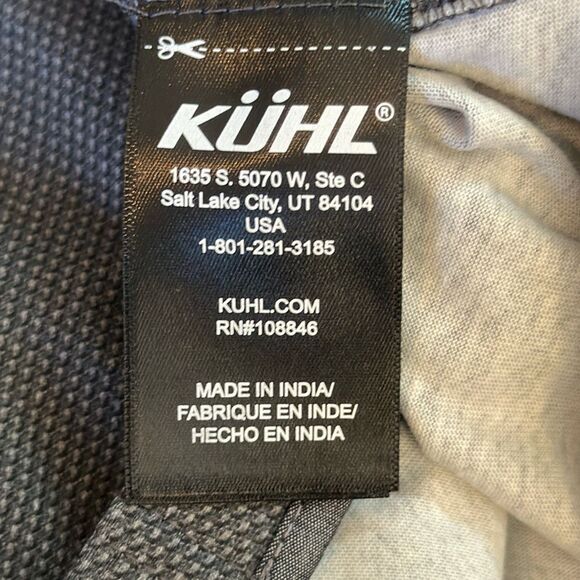 KÜHL®
1635 S. 5070 W, Ste C
Salt Lake City, UT 84104
USA
1-801-281-3185
KUHL.COM
RN#108846
MADE IN INDIA/
FABRIQUE EN INDE/
HECHO EN INDIA